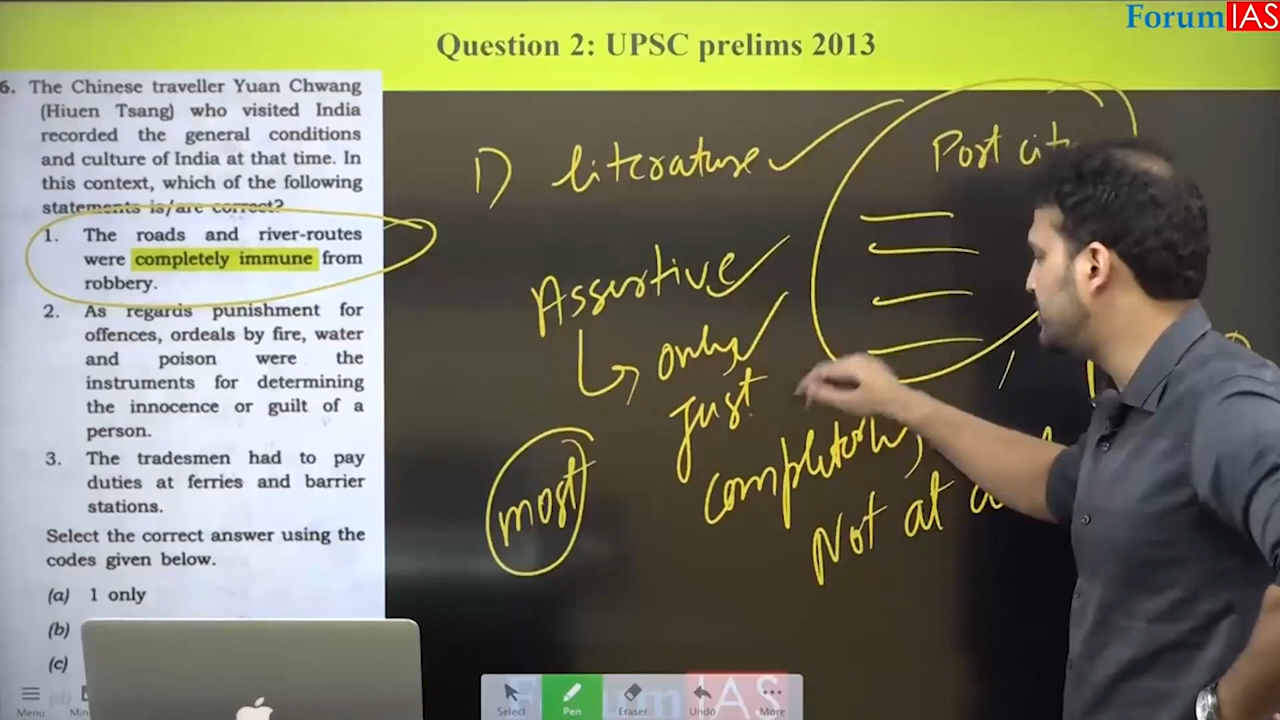 ForumIAS
Question 2: UPSC prelims 2013
6. The Chinese traveller Yuan Chwang
(Hiuen Tsang) who visited India
recorded the general conditions
and culture of India at that time. In
this context, which of the following
statements is/are correct?
1. The roads and river-routes
were completely immune from
robbery.
2. As regards punishment for
offences, ordeals by fire, water
and poison were the
instruments for determining
the innocence or guilt of a
person.
3. The tradesmen had to pay
duties at ferries and barrier
stations.
Select the correct answer using the
codes given below.
(a) 1 only
(b)
(c)
1) literature
Assertive
only
Just
completely,
Not at
most
Port
Menu
Select Pen Eraser Undo More